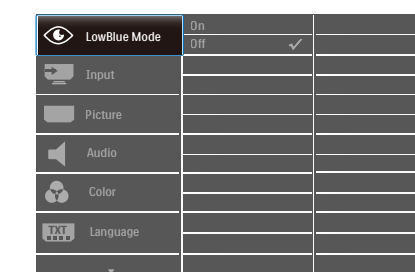 LowBlue Mode
On
Off
Input
Picture
Audio
Color
TXT
Language